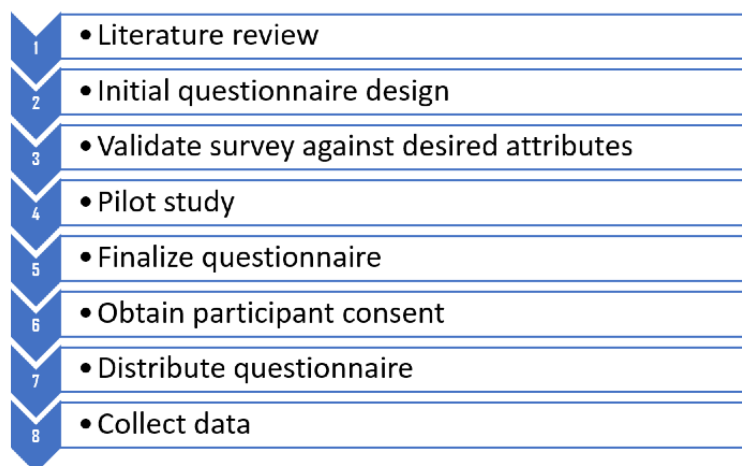 1 • Literature review
2 • Initial questionnaire design
3 • Validate survey against desired attributes
4 • Pilot study
5 • Finalize questionnaire
6 • Obtain participant consent
7 • Distribute questionnaire
8 • Collect data